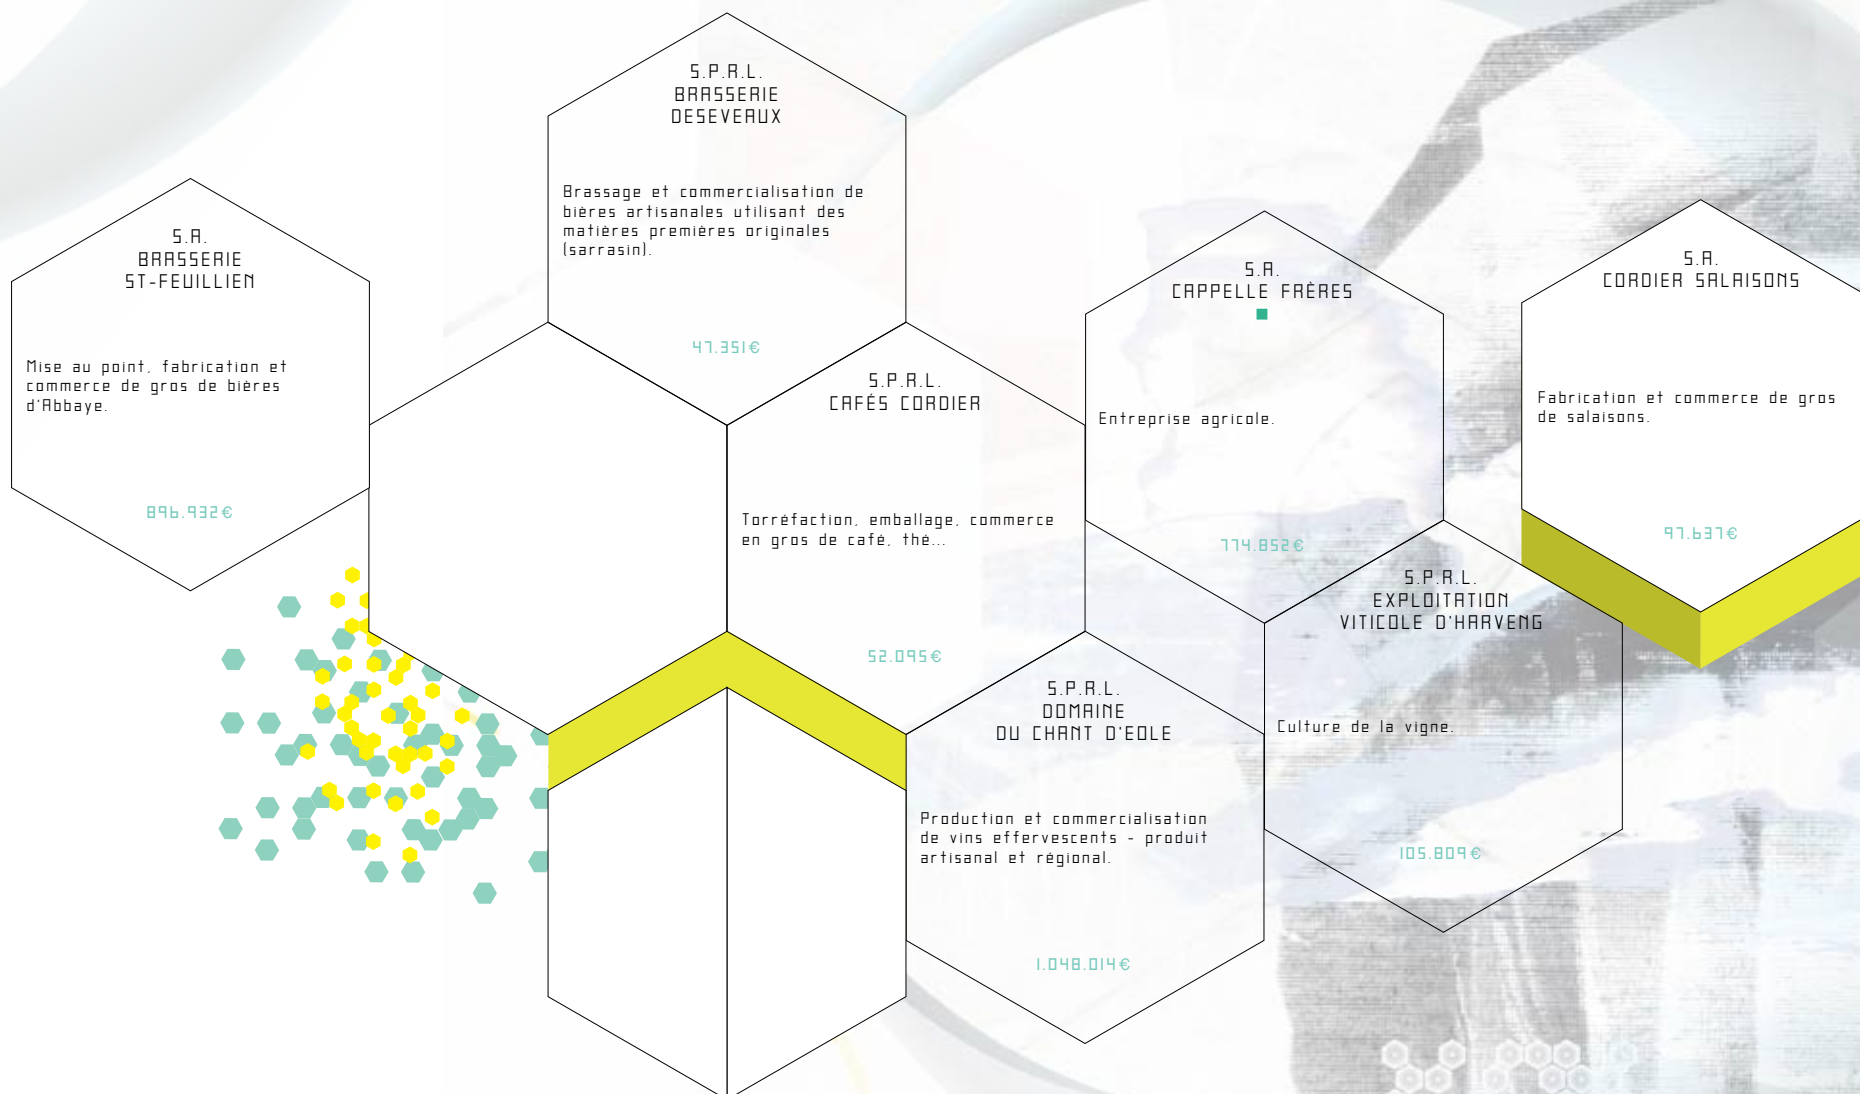 S.P.R.L.
BRASSERIE
DESEVEAUX
Brassage et commercialisation de
bières artisanales utilisant des
matières premières originales
(sarrasin).
47.351€
S.A.
BRASSERIE
ST-FEUILLIEN
Mise au point, fabrication et
commerce de gros de bières
d'Abbaye.
896.932€
S.P.R.L.
CAFÉS CORDIER
Torréfaction, emballage, commerce
en gros de café, thé...
52.095€
S.A.
CAPPELLE FRÈRES
Entreprise agricole.
774.852€
S.A.
CORDIER SALAISONS
Fabrication et commerce de gros
de salaisons.
97.637€
S.P.R.L.
EXPLOITATION
VITICOLE D'HARVENG
Culture de la vigne.
105.809€
S.P.R.L.
DOMAINE
DU CHANT D'EOLE
Production et commercialisation
de vins effervescents - produit
artisanal et régional.
1.048.014€